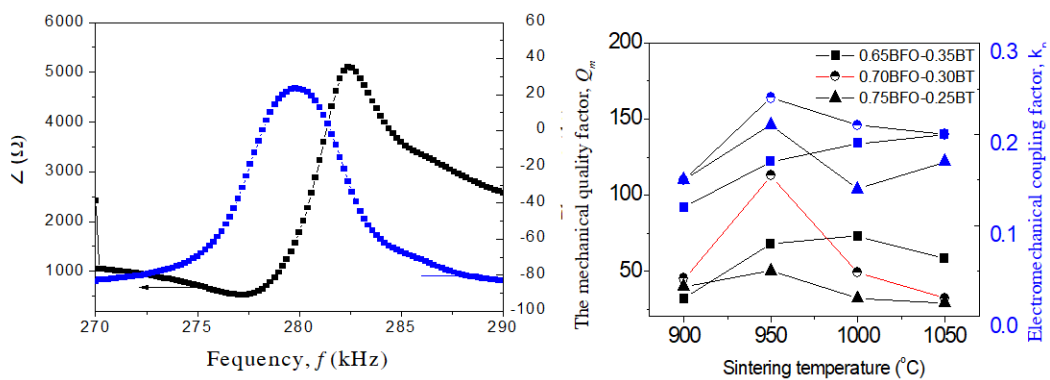 6000
5000
4000
3000
2000
1000
∠ (Ω)
60
40
20
0
-20
-40
-60
-80
-100
270 275 280 285 290
Fequency, f (kHz)
200
150
100
50
The mechanical quality factor, Qm
0.65BFO-0.35BT
0.70BFO-0.30BT
0.75BFO-0.25BT
0.3
0.2
0.1
0.0
Electromechanical coupling factor, kp
900 950 1000 1050
Sintering temperature (°C)